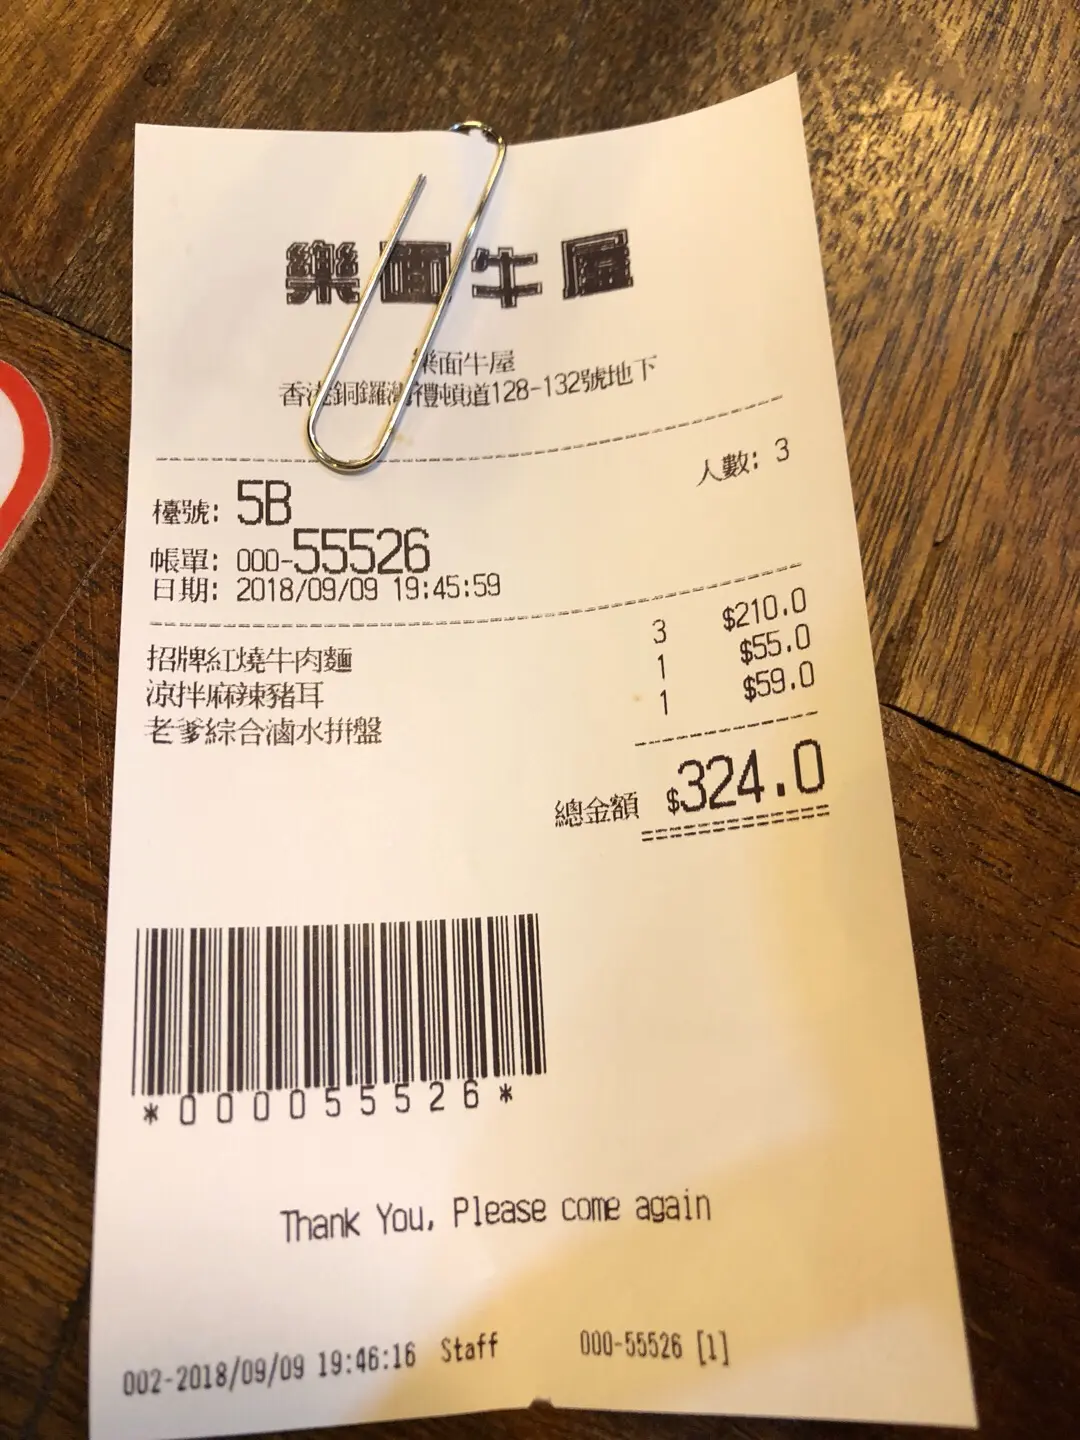 樂面牛屋
樂面牛屋
香港銅鑼灣禮頓道128-132號地下
人數: 3
檯號: 5B
帳單: 000-55526
日期: 2018/09/09 19:45:59
招牌紅燒牛肉麵 3 $210.0
涼拌麻辣豬耳 1 $55.0
老爹綜合滷水拼盤 1 $59.0
總金額 $324.0
*000055526*
Thank You, Please come again
002-2018/09/09 19:46:16 Staff 000-55526 [1]